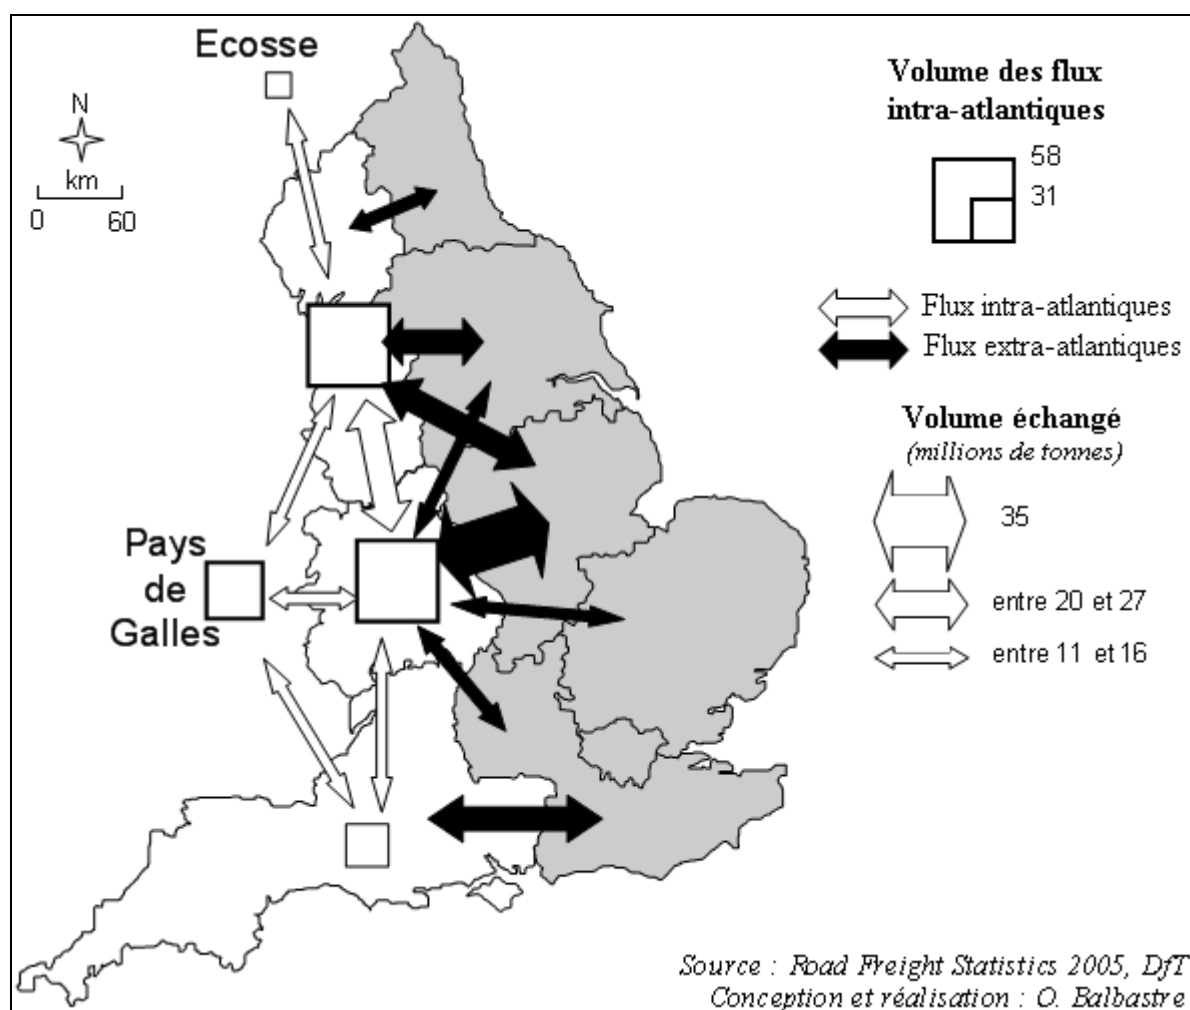 Ecosse
N
km
0 60
Pays
de
Galles
Volume des flux
intra-atlantiques
58
31
Flux intra-atlantiques
Flux extra-atlantiques
Volume échangé
(millions de tonnes)
35
entre 20 et 27
entre 11 et 16
Source : Road Freight Statistics 2005, DfT
Conception et réalisation : O. Balbastre